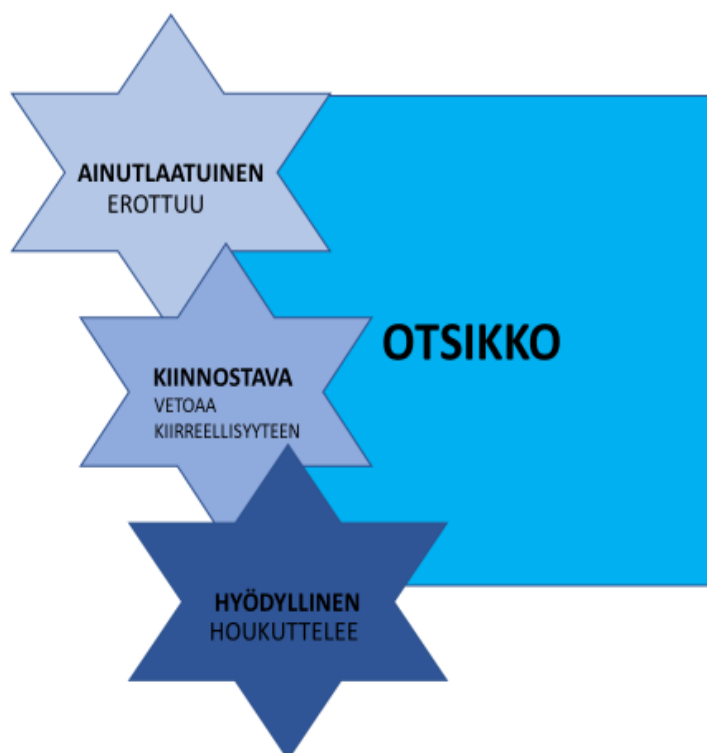 AINUTLAATUINEN
EROTTUU
OTSIKKO
KIINNOSTAVA
VETOAA
KIIRREELLISYYTEEN
HYÖDYLLINEN
HOUKUTTELEE